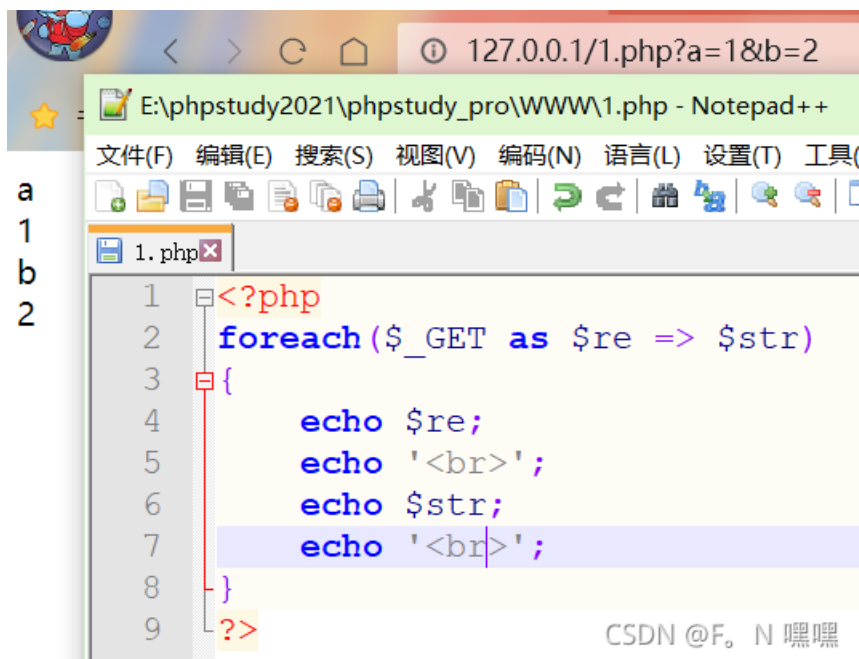 127.0.0.1/1.php?a=1&b=2
E:\phpstudy2021\phpstudy_pro\WWW\1.php - Notepad++
文件(F) 编辑(E) 搜索(S) 视图(V) 编码(N) 语言(L) 设置(T) 工具(
a
1
b
2
1.php
1 <?php
2 foreach($_GET as $re => $str)
3 {
4 echo $re;
5 echo '<br>';
6 echo $str;
7 echo '<br>';
8 }
9 ?>
CSDN @F。N 嘿嘿